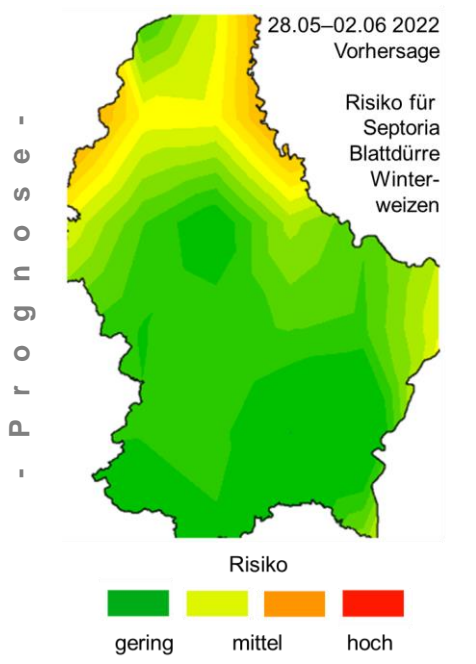 28.05–02.06 2022
Vorhersage
Risiko für
Septoria
Blattdürre
Winter-
weizen
- Prognose -
Risiko
gering mittel hoch